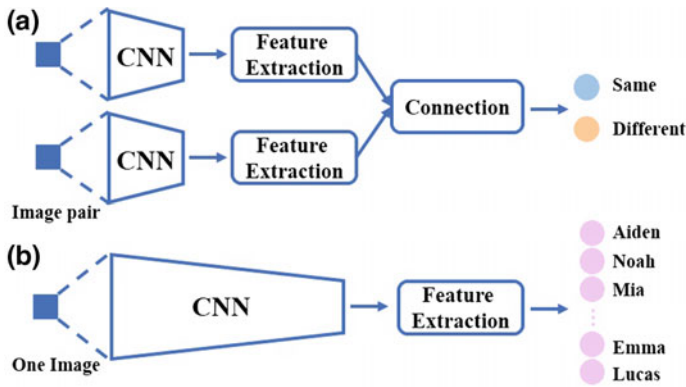 (a)
CNN
Feature
Extraction
CNN
Feature
Extraction
Connection
Same
Different
Image pair
(b)
CNN
Feature
Extraction
One Image
Aiden
Noah
Mia
Emma
Lucas